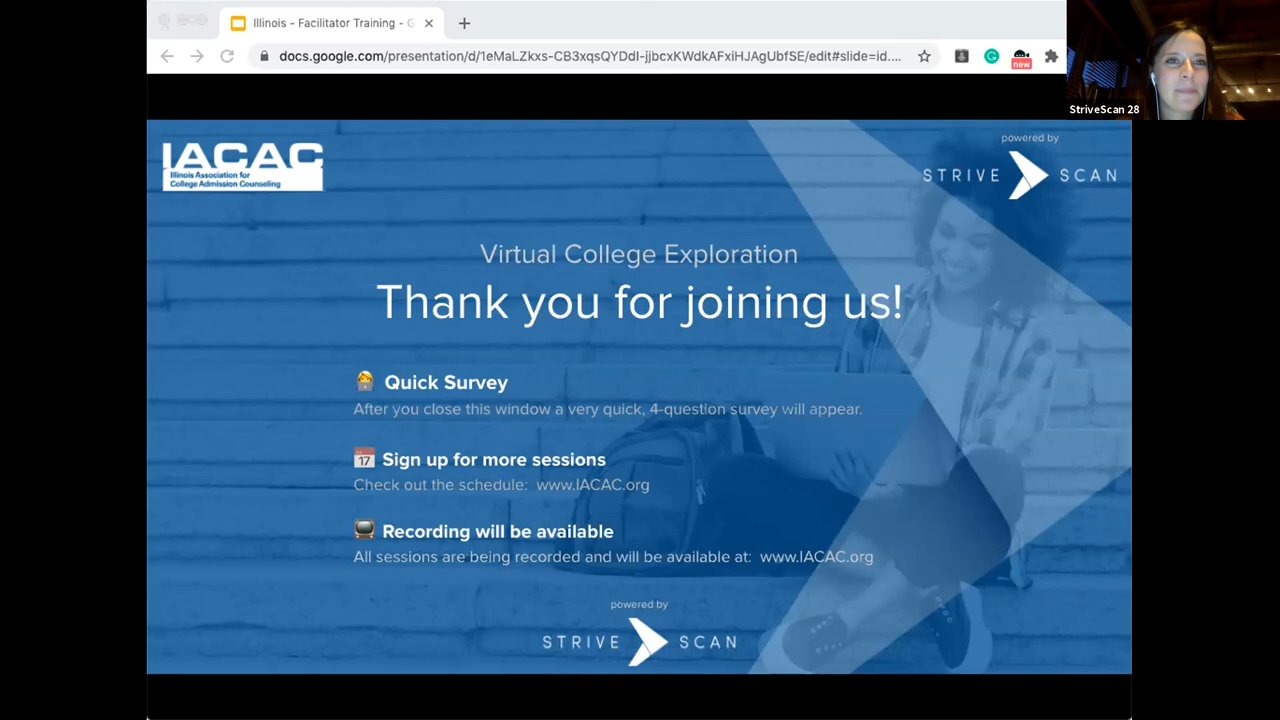 Illinois - Facilitator Training - G
docs.google.com/presentation/d/1eMaLZkxs-CB3xqsQYDdI-jjbcxKWdkAFxiHJAgUbfSE/edit#slide=id....
new
StriveScan 28
IACAC
Illinois Association for
College Admission Counseling
powered by
STRIVE SCAN
Virtual College Exploration
Thank you for joining us!
Quick Survey
After you close this window a very quick, 4-question survey will appear.
17
Sign up for more sessions
Check out the schedule: www.IACAC.org
Recording will be available
All sessions are being recorded and will be available at: www.IACAC.org
powered by
STRIVE SCAN